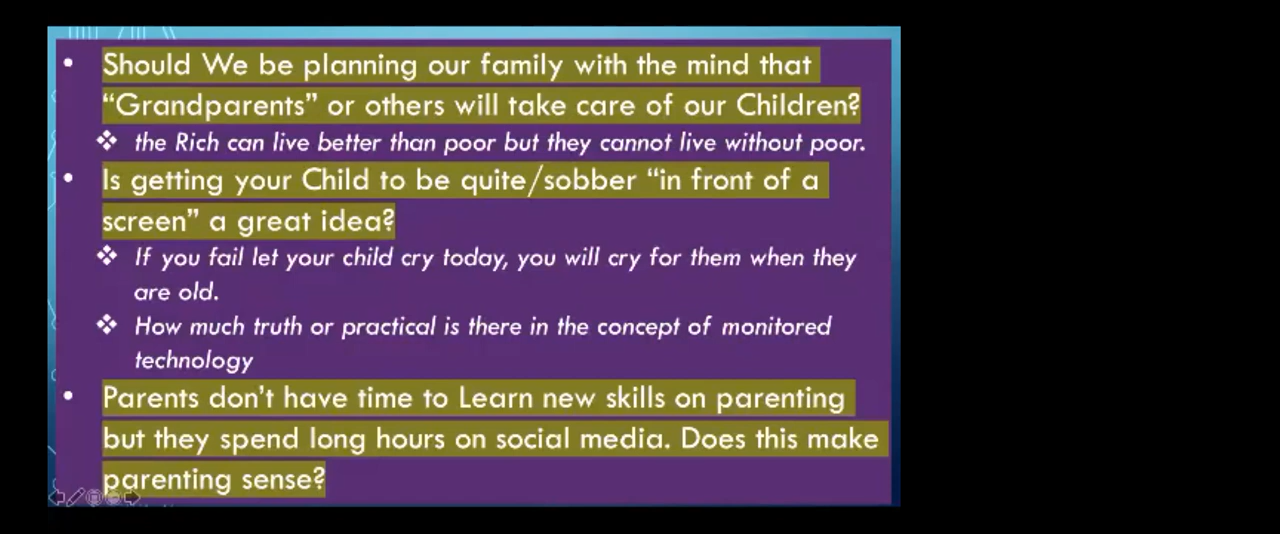 • Should We be planning our family with the mind that
“Grandparents” or others will take care of our Children?
❖ the Rich can live better than poor but they cannot live without poor.
• Is getting your Child to be quite/sobber “in front of a
screen” a great idea?
❖ If you fail let your child cry today, you will cry for them when they
are old.
❖ How much truth or practical is there in the concept of monitored
technology
• Parents don’t have time to Learn new skills on parenting
but they spend long hours on social media. Does this make
parenting sense?